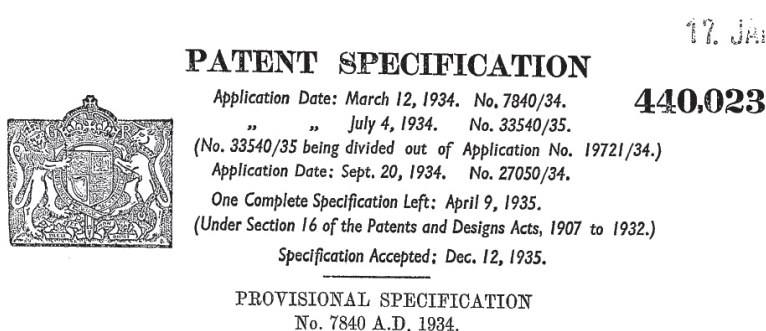 17. JAN
PATENT SPECIFICATION
Application Date: March 12, 1934. No. 7840/34.
440,023
„ „ July 4, 1934. No. 33540/35.
(No. 33540/35 being divided out of Application No. 19721/34.)
Application Date: Sept. 20, 1934. No. 27050/34.
One Complete Specification Left: April 9, 1935.
(Under Section 16 of the Patents and Designs Acts, 1907 to 1932.)
Specification Accepted: Dec. 12, 1935.
PROVISIONAL SPECIFICATION
No. 7840 A.D. 1934.